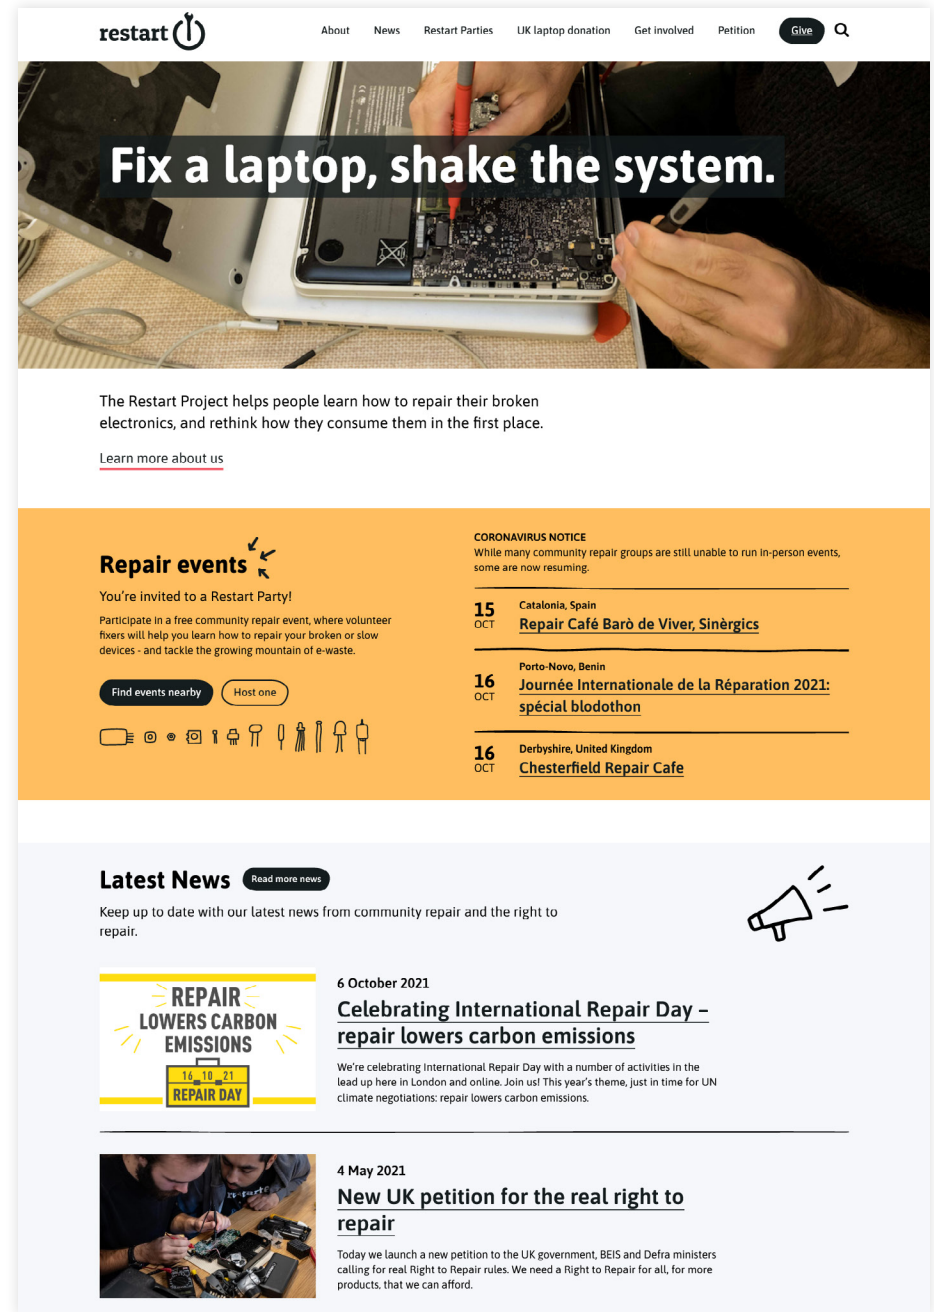 restart
About News Restart Parties UK laptop donation Get involved Petition Give
Fix a laptop, shake the system.
The Restart Project helps people learn how to repair their broken
electronics, and rethink how they consume them in the first place.
Learn more about us
Repair events
You're invited to a Restart Party!
Participate in a free community repair event, where volunteer
fixers will help you learn how to repair your broken or slow
devices - and tackle the growing mountain of e-waste.
Find events nearby Host one
CORONAVIRUS NOTICE
While many community repair groups are still unable to run in-person events,
some are now resuming.
15
OCT
Catalonia, Spain
Repair Café Barò de Viver, Sinèrgics
16
OCT
Porto-Novo, Benin
Journée Internationale de la Réparation 2021:
spécial blodothon
16
OCT
Derbyshire, United Kingdom
Chesterfield Repair Cafe
Latest News Read more news
Keep up to date with our latest news from community repair and the right to
repair.
REPAIR
LOWERS CARBON
EMISSIONS
16 10 21
REPAIR DAY
6 October 2021
Celebrating International Repair Day –
repair lowers carbon emissions
We're celebrating International Repair Day with a number of activities in the
lead up here in London and online. Join us! This year's theme, just in time for UN
climate negotiations: repair lowers carbon emissions.
4 May 2021
New UK petition for the real right to
repair
Today we launch a new petition to the UK government, BEIS and Defra ministers
calling for real Right to Repair rules. We need a Right to Repair for all, for more
products, that we can afford.